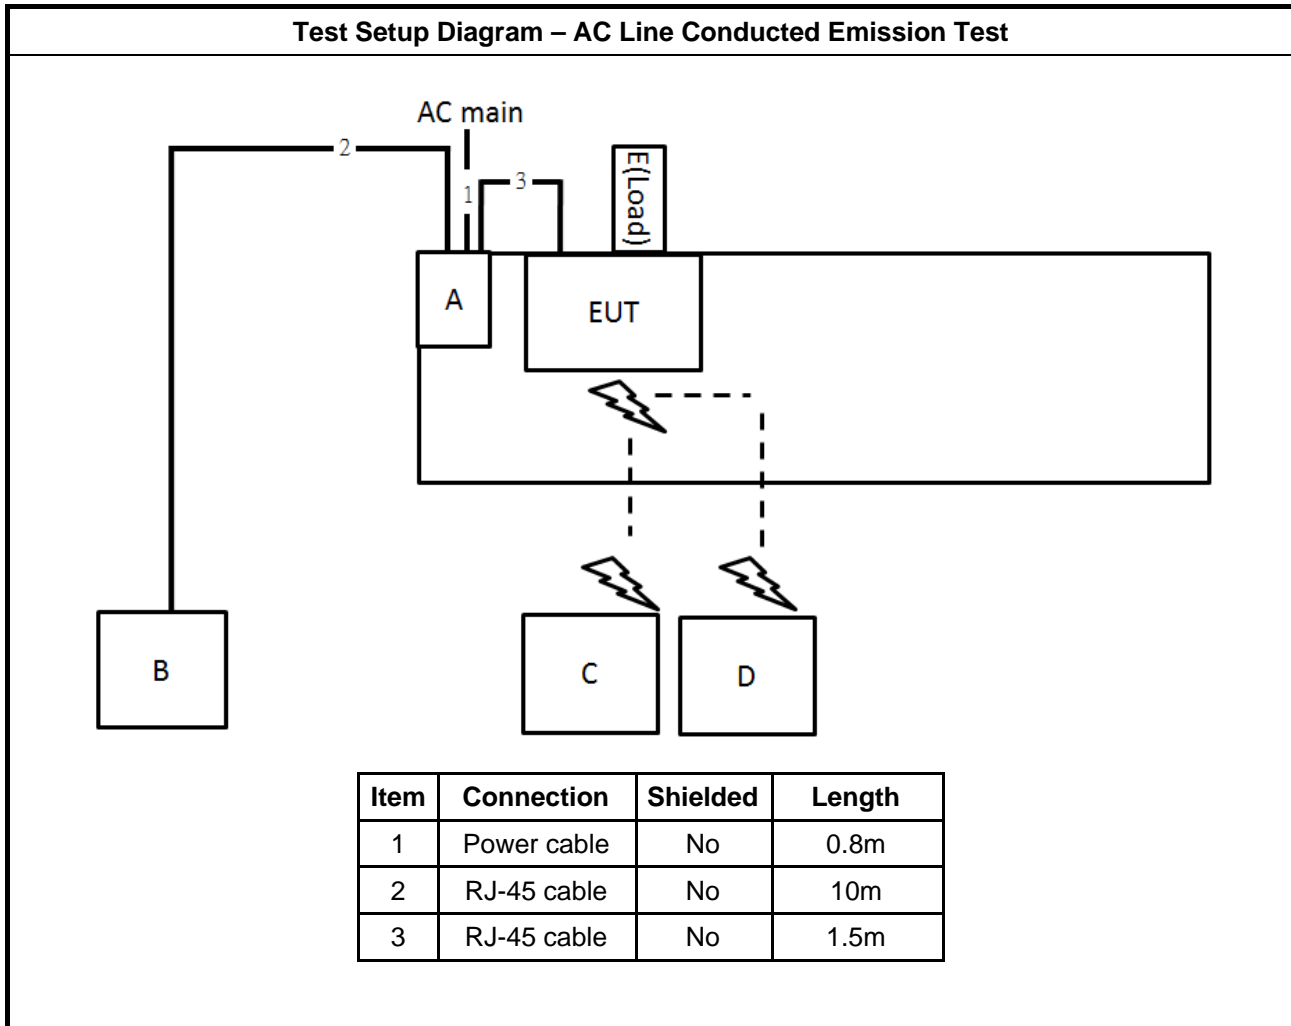 Test Setup Diagram – AC Line Conducted Emission Test
AC main
2
1
3
E(Load)
A
EUT
B
C
D
Item Connection Shielded Length
1 Power cable No 0.8m
2 RJ-45 cable No 10m
3 RJ-45 cable No 1.5m